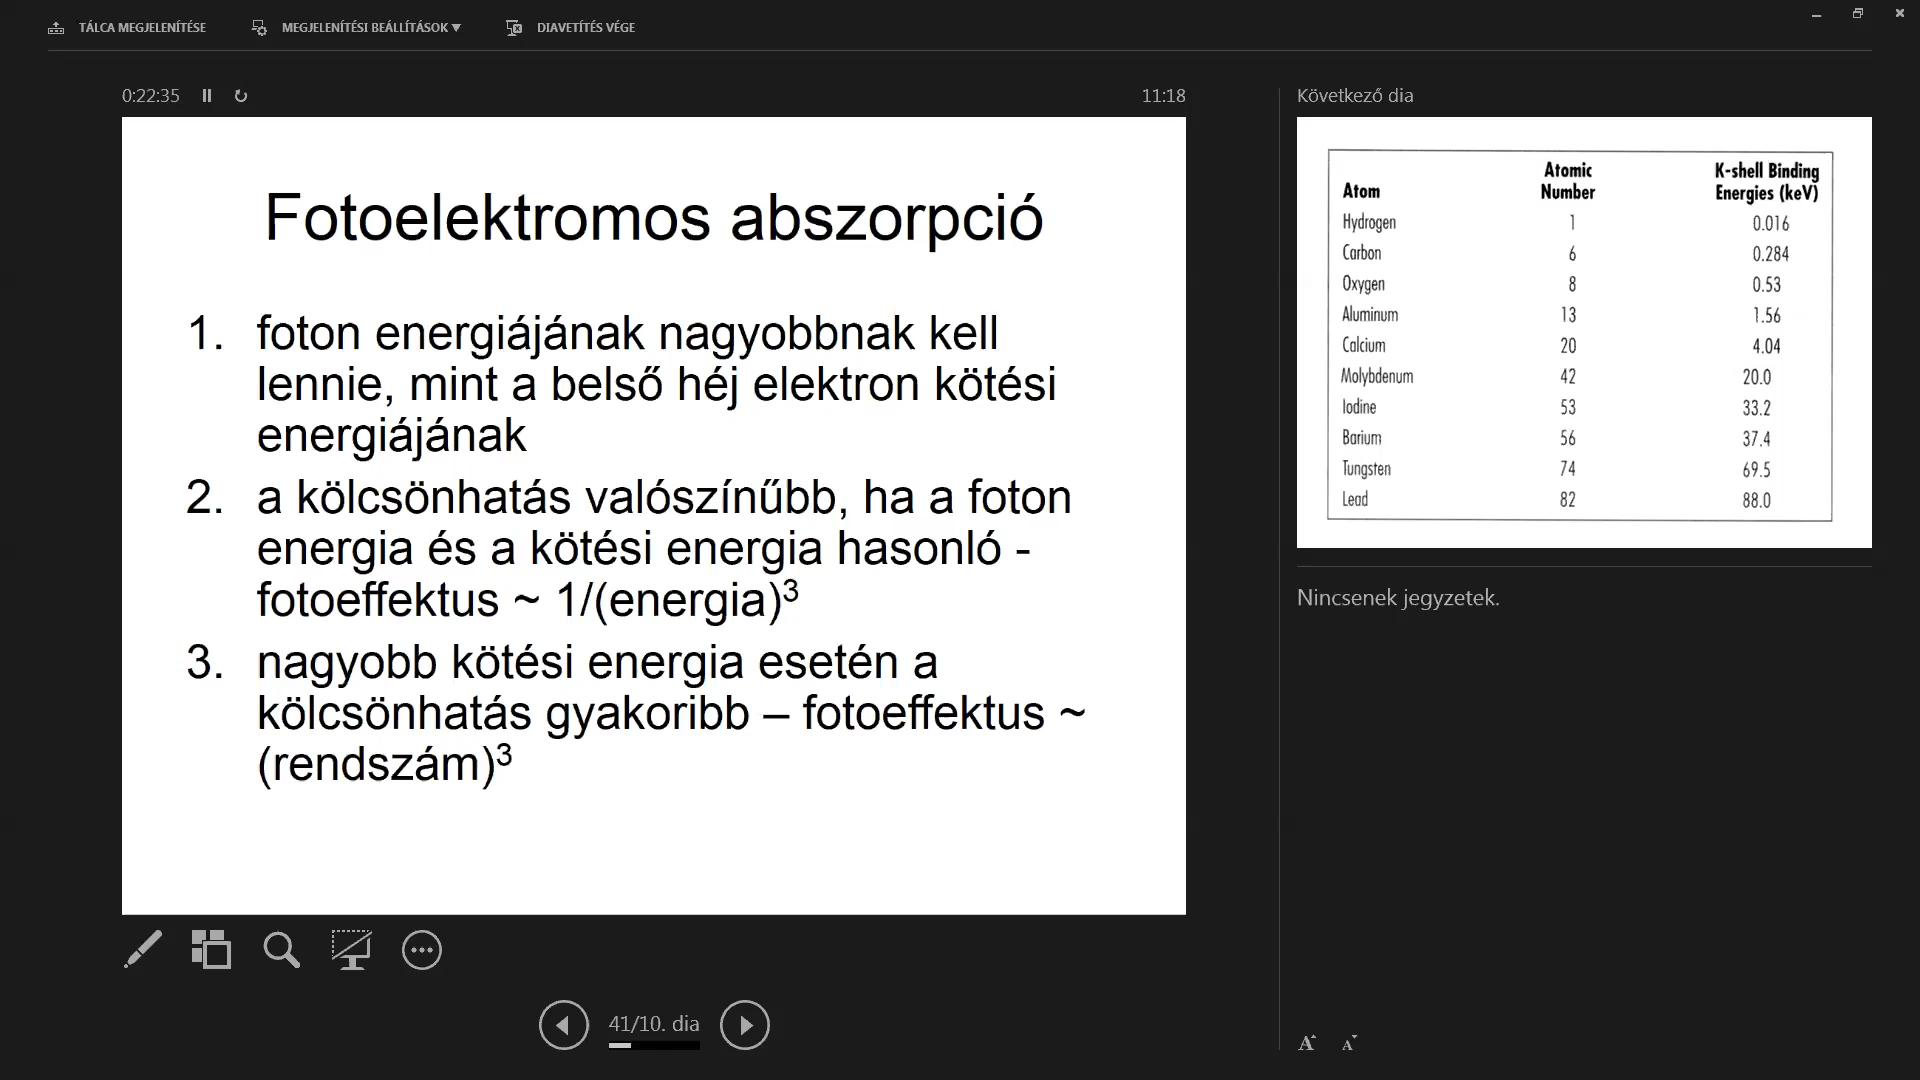 TÁLCA MEGJELENÍTÉSE
MEGJELENÍTÉSI BEÁLLÍTÁSOK ▼
DIAVETÍTÉS VÉGE
0:22:35
11:18
Fotoelektromos abszorpció
1. foton energiájának nagyobbnak kell
lennie, mint a belső héj elektron kötési
energiájának
2. a kölcsönhatás valószínűbb, ha a foton
energia és a kötési energia hasonló -
fotoeffektus ~ 1/(energia)³
3. nagyobb kötési energia esetén a
kölcsönhatás gyakoribb – fotoeffektus ~
(rendszám)³
41/10. dia
Következő dia
Atom Atomic Number K-shell Binding Energies (keV)
Hydrogen 1 0.016
Carbon 6 0.284
Oxygen 8 0.53
Aluminum 13 1.56
Calcium 20 4.04
Molybdenum 42 20.0
Iodine 53 33.2
Barium 56 37.4
Tungsten 74 69.5
Lead 82 88.0
Nincsenek jegyzetek.
A A